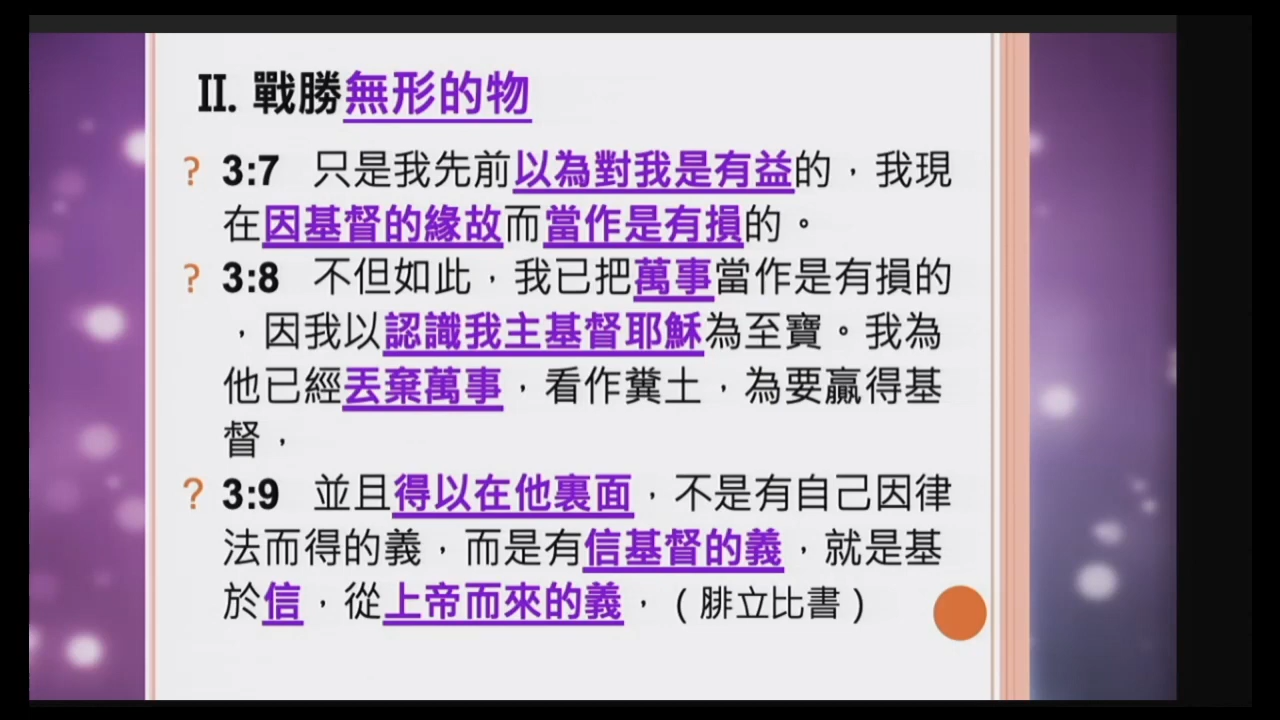 II. 戰勝無形的物
? 3:7 只是我先前以為對我是有益的，我現
在因基督的緣故而當作是有損的。
? 3:8 不但如此，我已把萬事當作是有損的
，因我以認識我主基督耶穌為至寶。我為
他已經丟棄萬事，看作糞土，為要贏得基
督，
? 3:9 並且得以在他裏面，不是有自己因律
法而得的義，而是有信基督的義，就是基
於信，從上帝而來的義，（腓立比書）